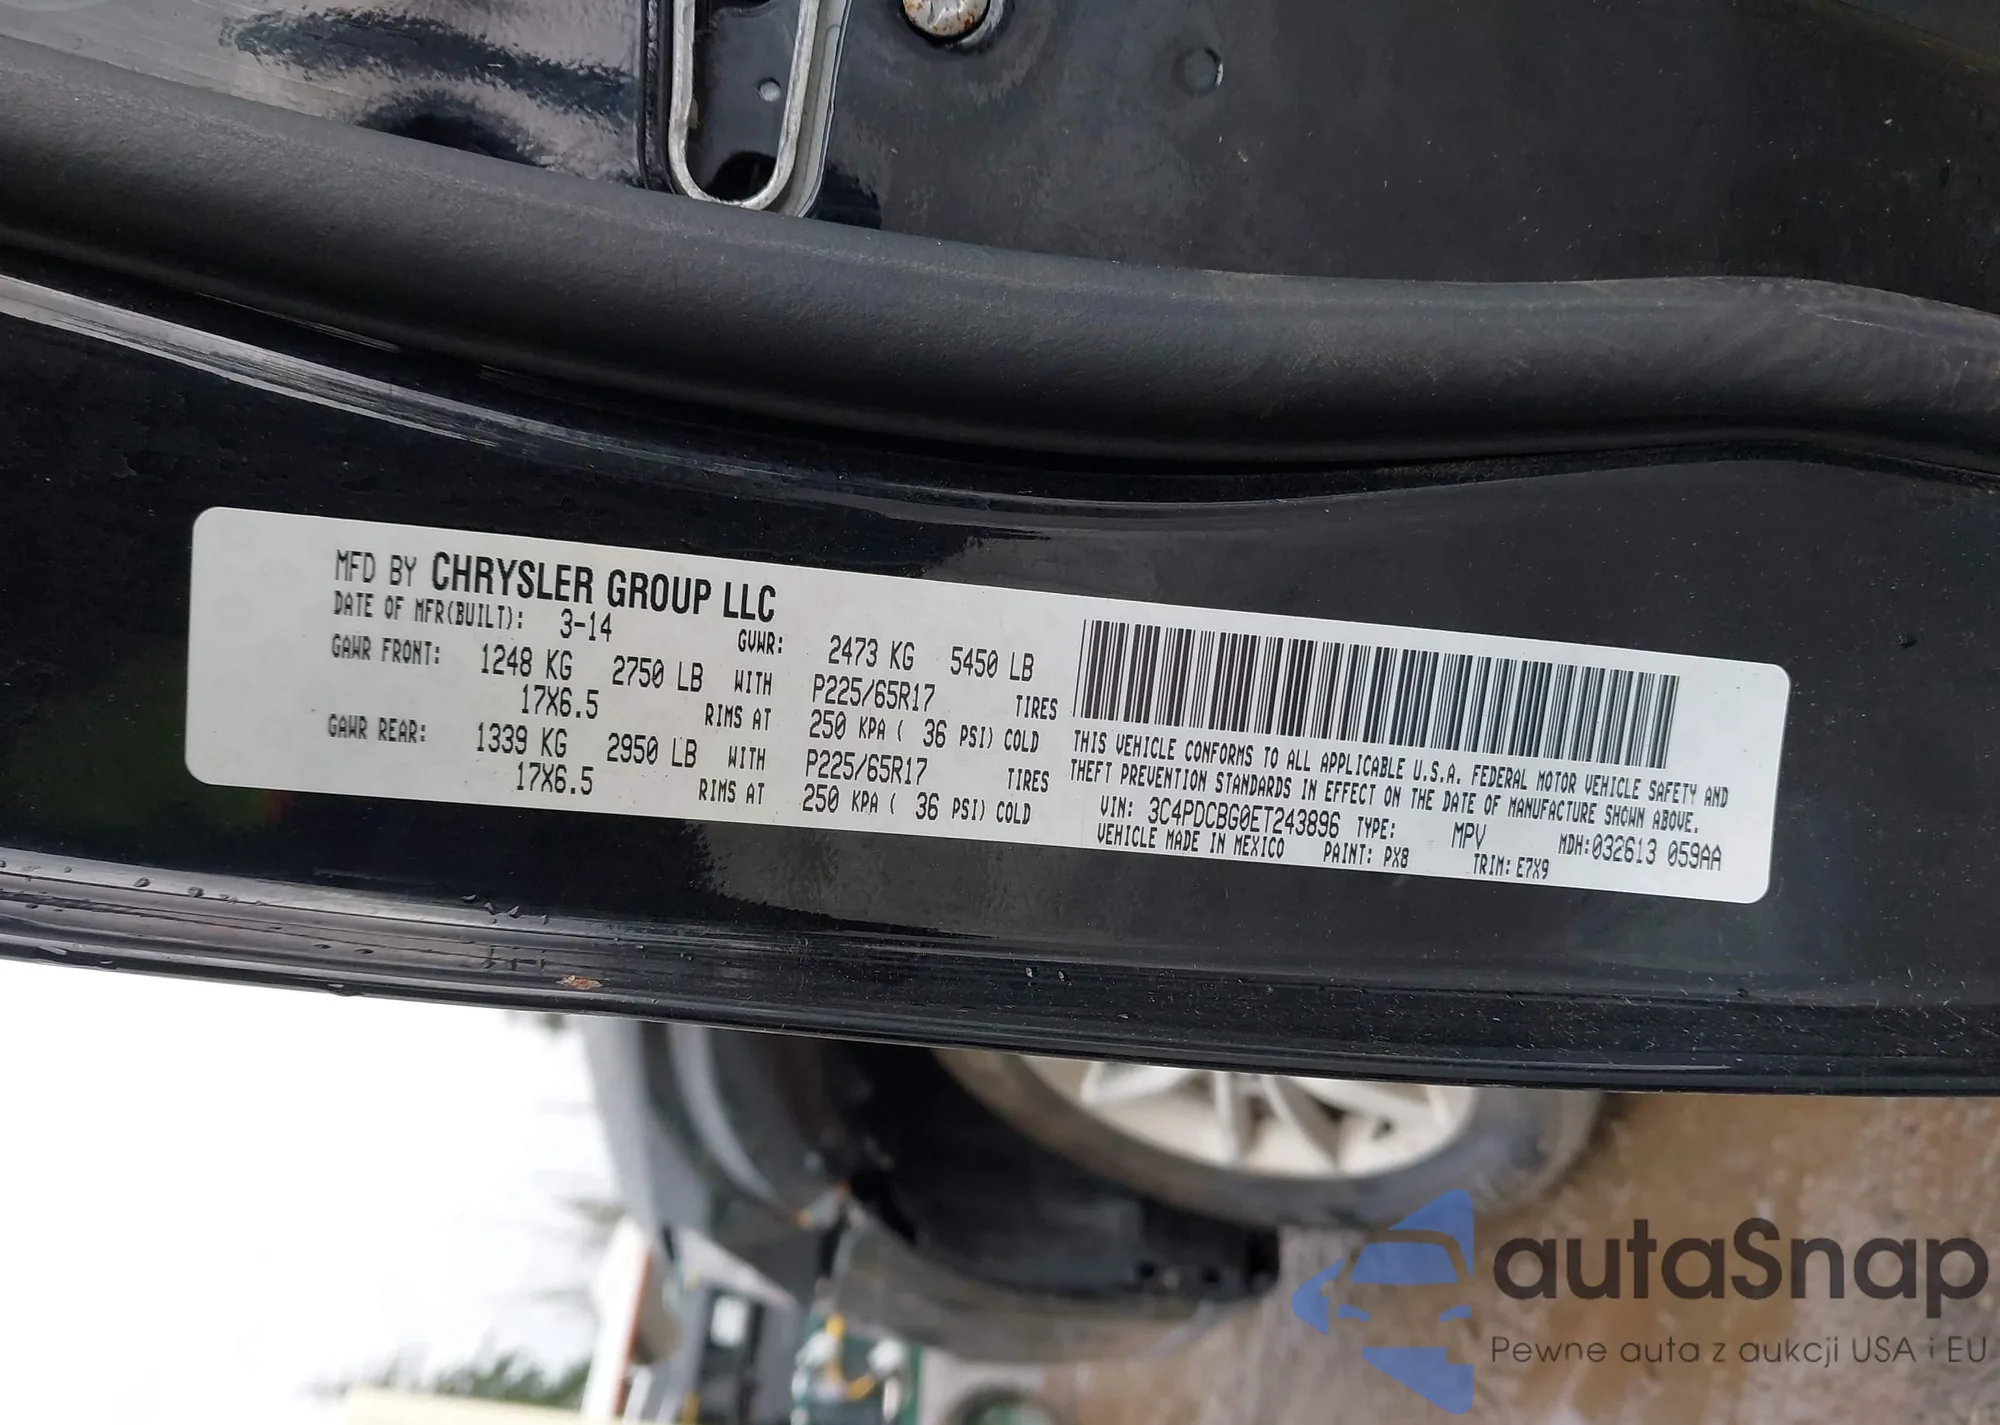 MFD BY CHRYSLER GROUP LLC
DATE OF MFR(BUILT): 3-14 GVWR: 2473 KG 5450 LB
GAWR FRONT: 1248 KG 2750 LB WITH P225/65R17 TIRES
17X6.5 RIMS AT 250 KPA ( 36 PSI) COLD
GAWR REAR: 1339 KG 2950 LB WITH P225/65R17 TIRES
17X6.5 RIMS AT 250 KPA ( 36 PSI) COLD
THIS VEHICLE CONFORMS TO ALL APPLICABLE U.S.A. FEDERAL MOTOR VEHICLE SAFETY AND
THEFT PREVENTION STANDARDS IN EFFECT ON THE DATE OF MANUFACTURE SHOWN ABOVE.
VIN: 3C4PDCBG0ET243896 TYPE: MPV MDH:032613 059AA
VEHICLE MADE IN MEXICO PAINT: PX8 TRIM: E7X9
autaSnap
Pewne auta z aukcji USA i EU